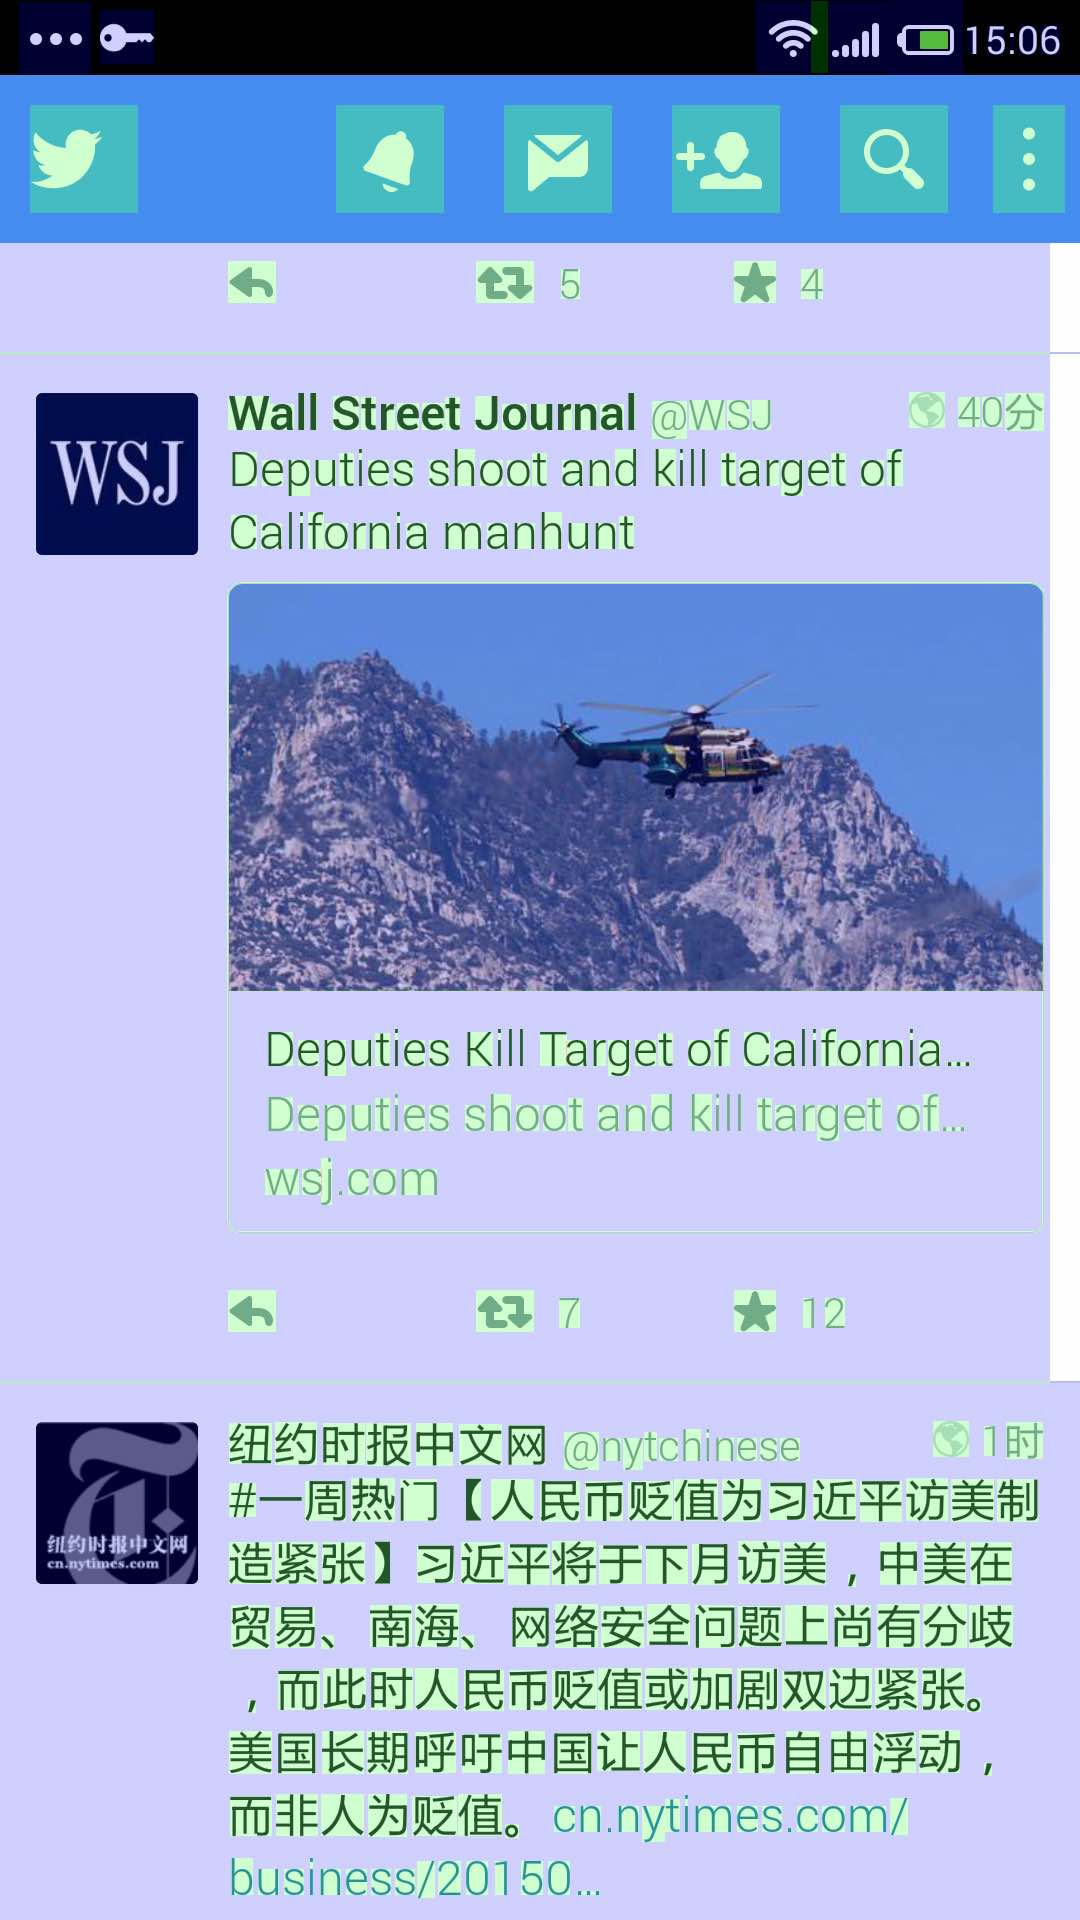 15:06
5 4
Wall Street Journal @WSJ 40分
WSJ
Deputies shoot and kill target of
California manhunt
Deputies Kill Target of California…
Deputies shoot and kill target of…
wsj.com
7 12
纽约时报中文网 @nytchinese 1时
纽约时报中文网
cn.nytimes.com
#一周热门【人民币贬值为习近平访美制
造紧张】习近平将于下月访美，中美在
贸易、南海、网络安全问题上尚有分歧
，而此时人民币贬值或加剧双边紧张。
美国长期呼吁中国让人民币自由浮动，
而非人为贬值。cn.nytimes.com/
business/20150…